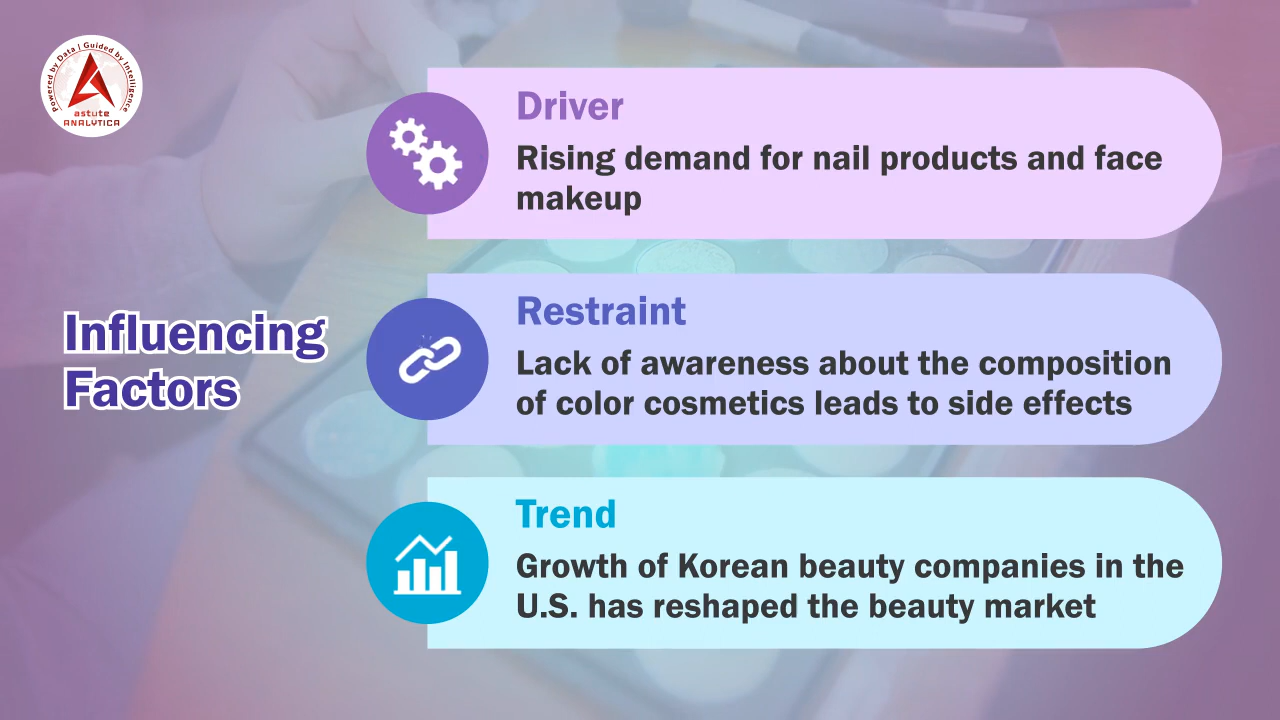 Powered by Data | Guided by Intelligence
astute
ANALYTICA
Influencing
Factors
Driver
Rising demand for nail products and face
makeup
Restraint
Lack of awareness about the composition
of color cosmetics leads to side effects
Trend
Growth of Korean beauty companies in the
U.S. has reshaped the beauty market